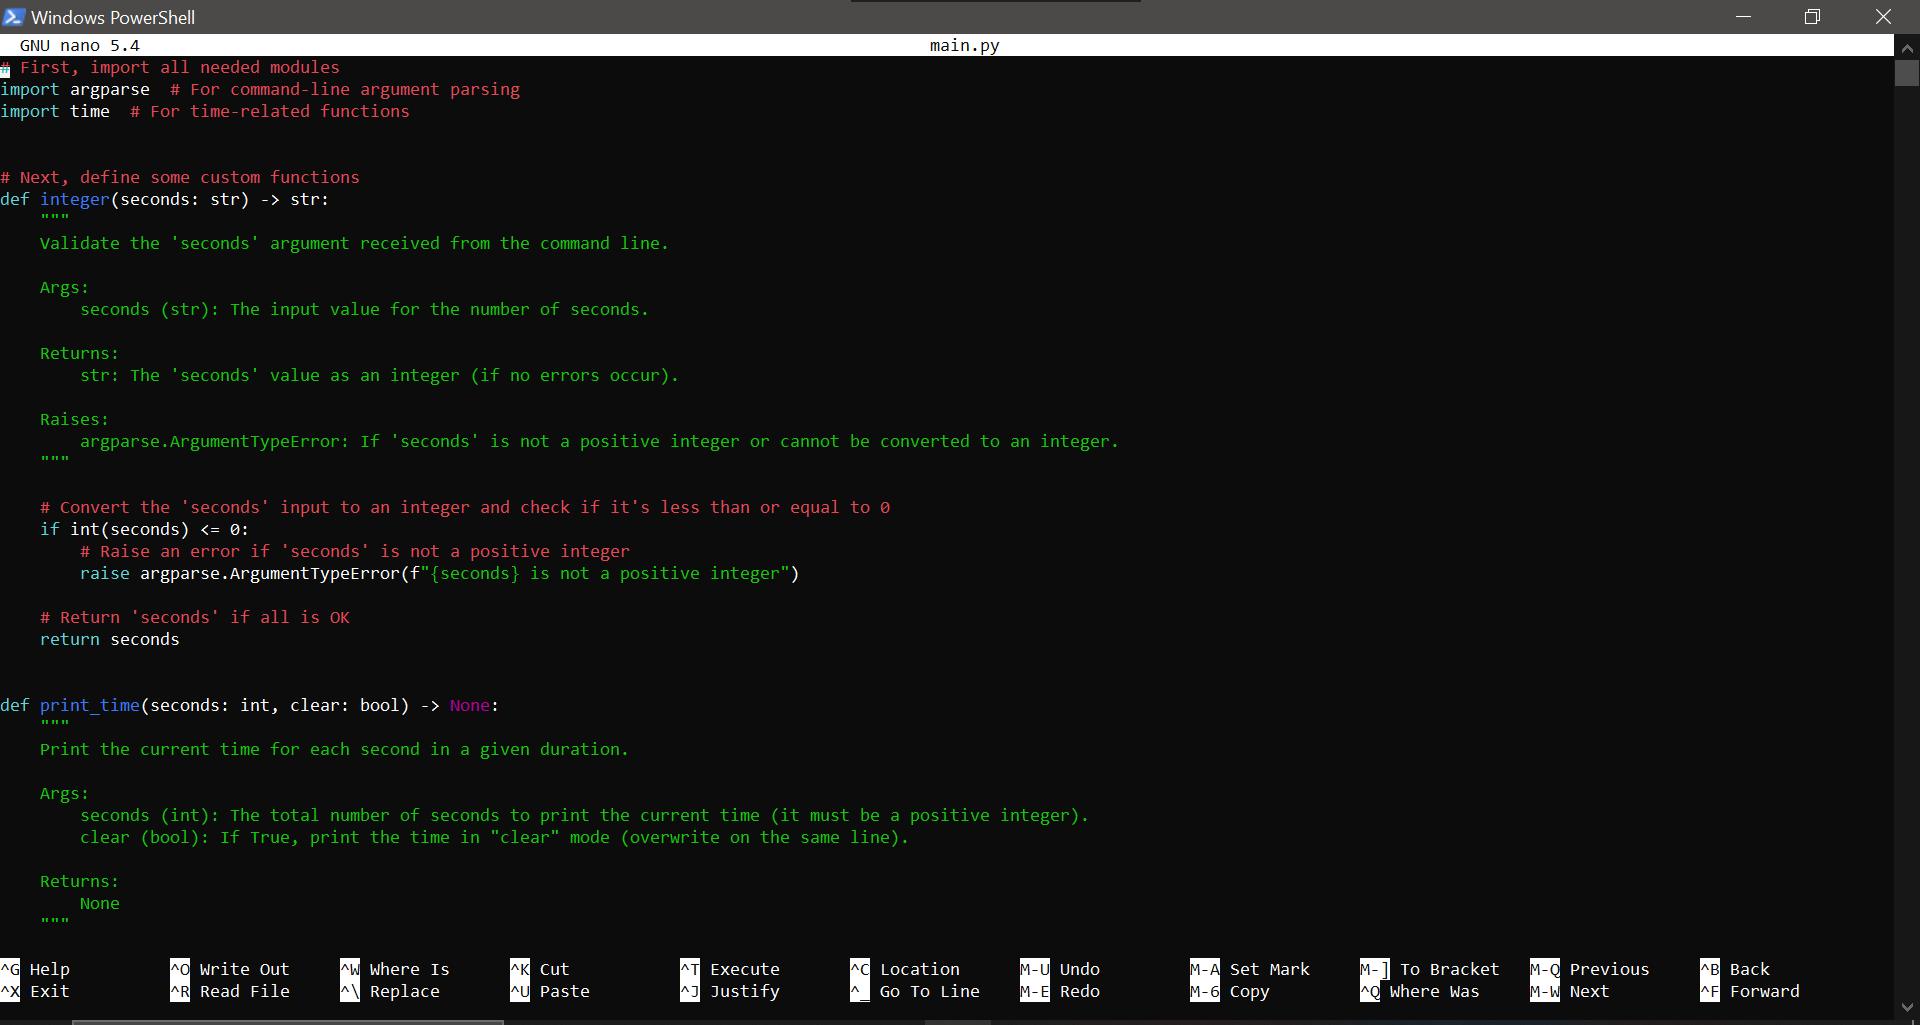 Windows PowerShell
GNU nano 5.4 main.py
# First, import all needed modules
import argparse  # For command-line argument parsing
import time  # For time-related functions
# Next, define some custom functions
def integer(seconds: str) -> str:
    """
    Validate the 'seconds' argument received from the command line.
    Args:
        seconds (str): The input value for the number of seconds.
    Returns:
        str: The 'seconds' value as an integer (if no errors occur).
    Raises:
        argparse.ArgumentTypeError: If 'seconds' is not a positive integer or cannot be converted to an integer.
    """
    # Convert the 'seconds' input to an integer and check if it's less than or equal to 0
    if int(seconds) <= 0:
        # Raise an error if 'seconds' is not a positive integer
        raise argparse.ArgumentTypeError(f"{seconds} is not a positive integer")
    # Return 'seconds' if all is OK
    return seconds
def print_time(seconds: int, clear: bool) -> None:
    """
    Print the current time for each second in a given duration.
    Args:
        seconds (int): The total number of seconds to print the current time (it must be a positive integer).
        clear (bool): If True, print the time in "clear" mode (overwrite on the same line).
    Returns:
        None
    """
^G Help ^O Write Out ^W Where Is ^K Cut ^T Execute ^C Location M-U Undo M-A Set Mark M-] To Bracket M-Q Previous ^B Back
^X Exit ^R Read File ^\ Replace ^U Paste ^J Justify ^_ Go To Line M-E Redo M-6 Copy ^Q Where Was M-W Next ^F Forward